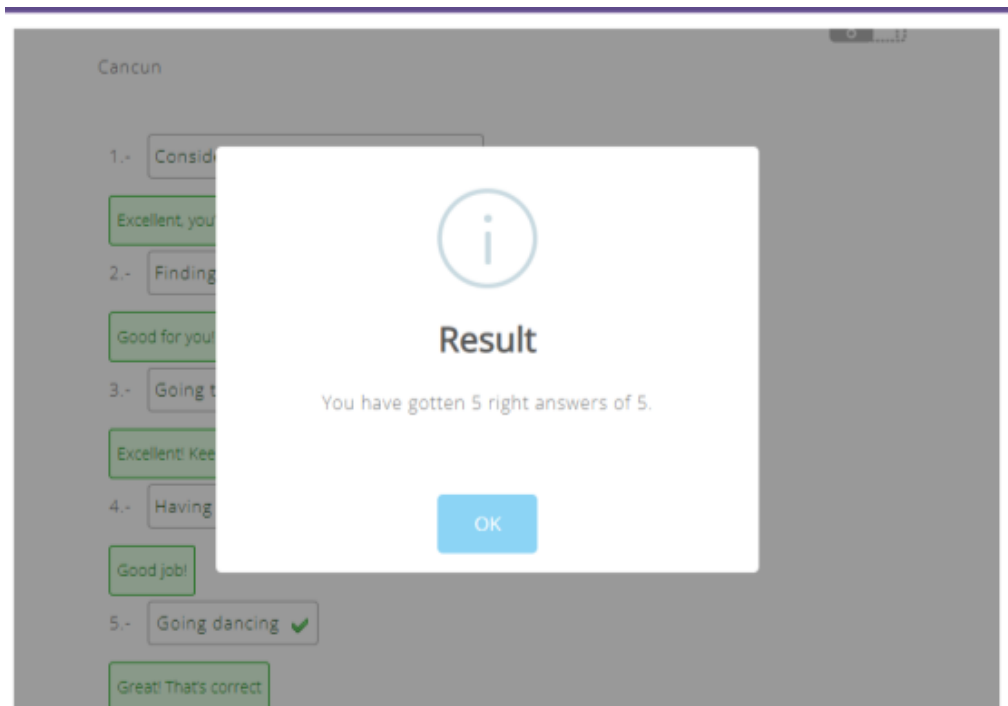 Cancun
1.- Conside
Excellent, you'
2.- Finding
Good for you!
3.- Going t
Excellent! Kee
4.- Having
Good job!
5.- Going dancing
Great! That's correct
Result
You have gotten 5 right answers of 5.
OK